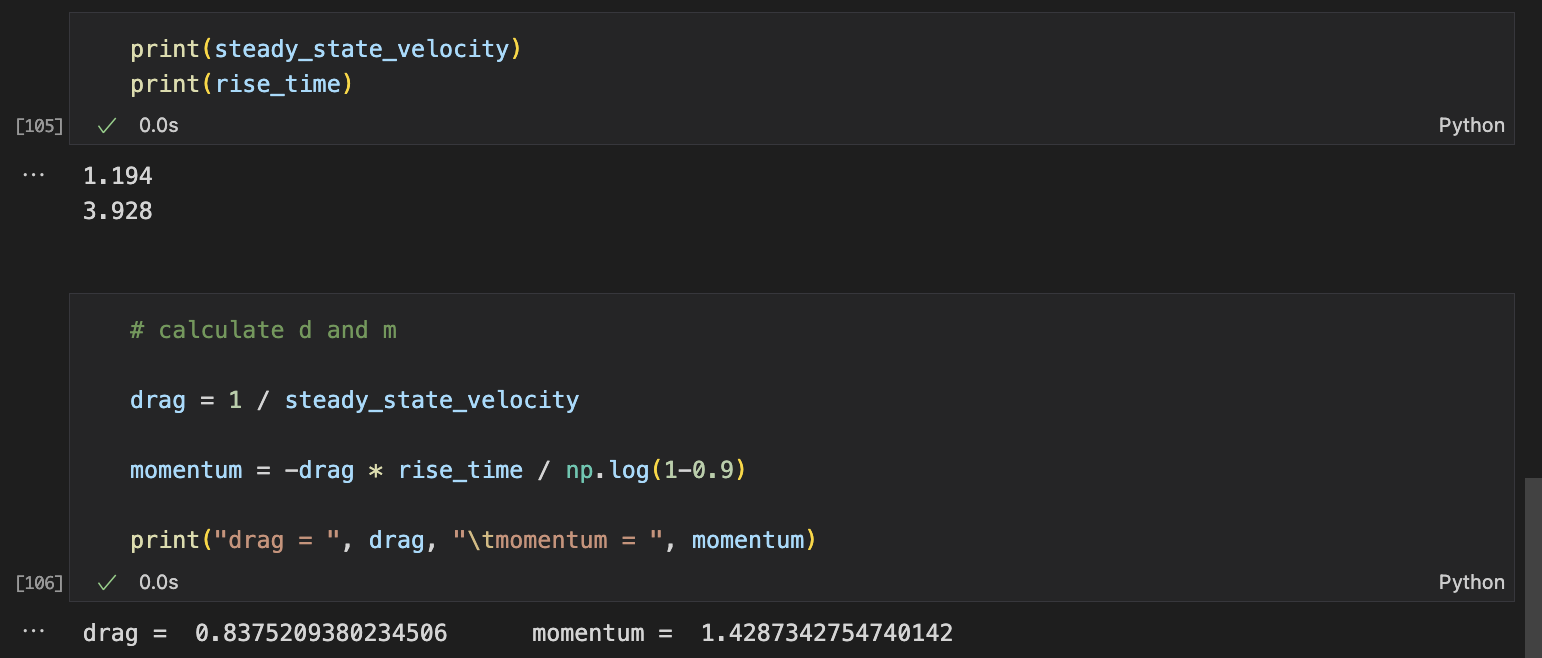 print(steady_state_velocity)
print(rise_time)
[105] ✓ 0.0s Python
... 1.194
3.928
# calculate d and m
drag = 1 / steady_state_velocity
momentum = -drag * rise_time / np.log(1-0.9)
print("drag = ", drag, "\tmomentum = ", momentum)
[106] ✓ 0.0s Python
... drag =  0.8375209380234506 	momentum =  1.4287342754740142